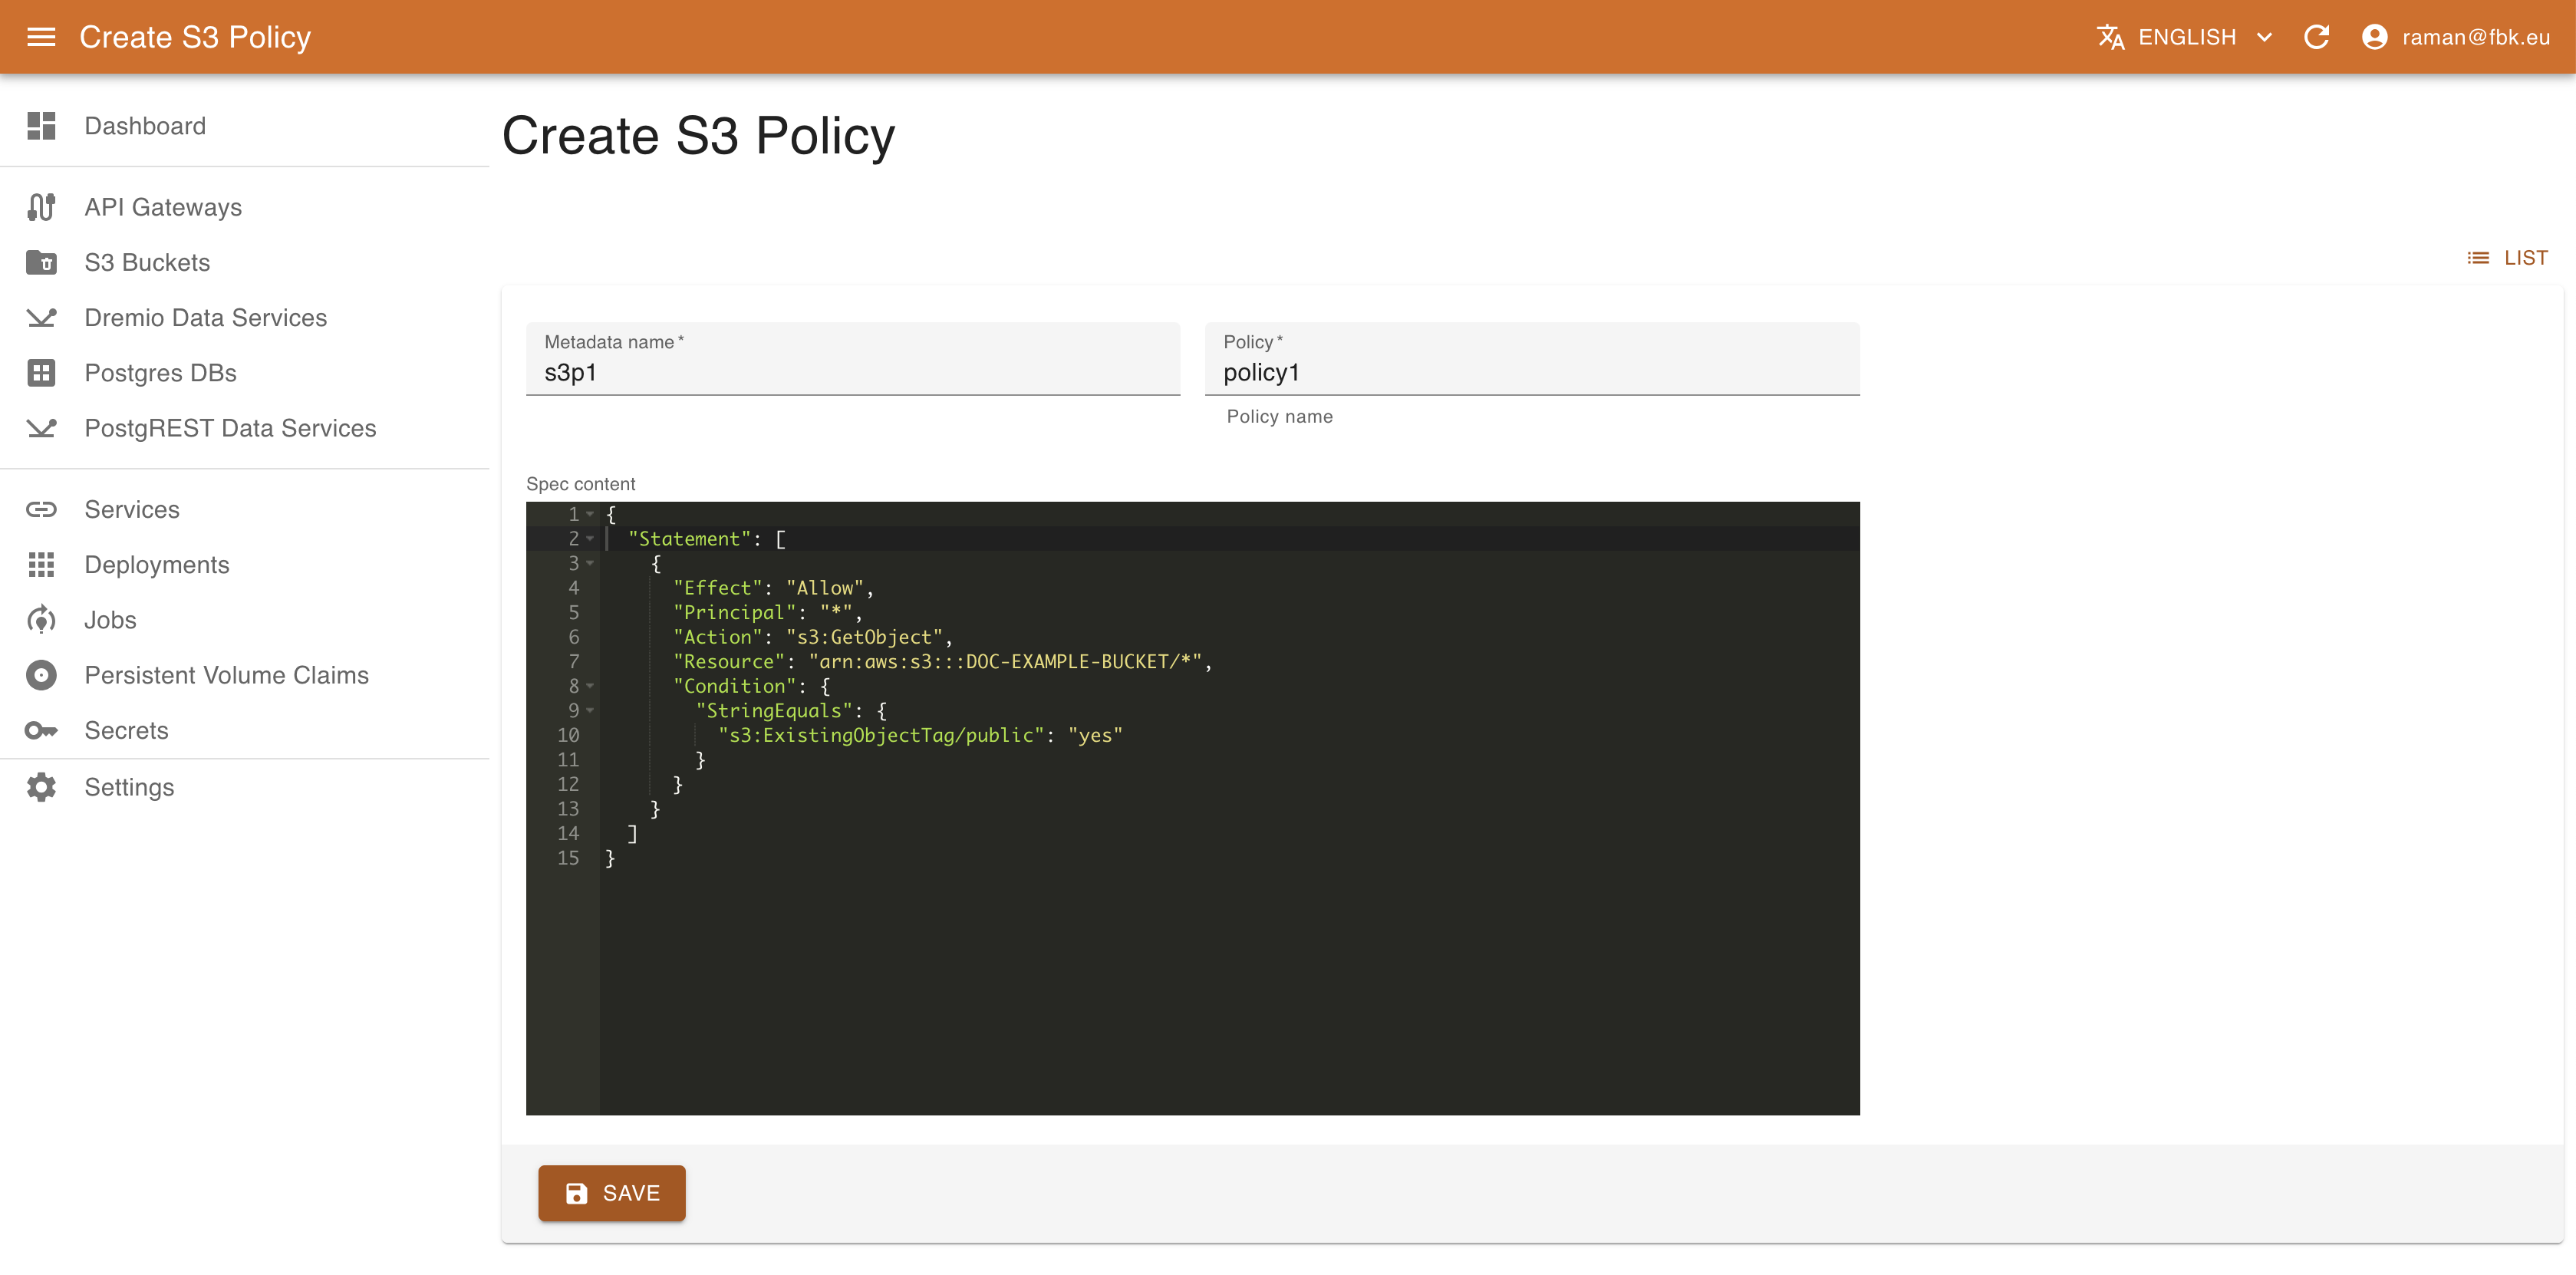 Create S3 Policy
ENGLISH
raman@fbk.eu
Dashboard
API Gateways
S3 Buckets
Dremio Data Services
Postgres DBs
PostgREST Data Services
Services
Deployments
Jobs
Persistent Volume Claims
Secrets
Settings
Create S3 Policy
LIST
Metadata name *
s3p1
Policy *
policy1
Policy name
Spec content
1 {
2   "Statement": [
3     {
4       "Effect": "Allow",
5       "Principal": "*",
6       "Action": "s3:GetObject",
7       "Resource": "arn:aws:s3:::DOC-EXAMPLE-BUCKET/*",
8       "Condition": {
9         "StringEquals": {
10           "s3:ExistingObjectTag/public": "yes"
11         }
12       }
13     }
14   ]
15 }
SAVE